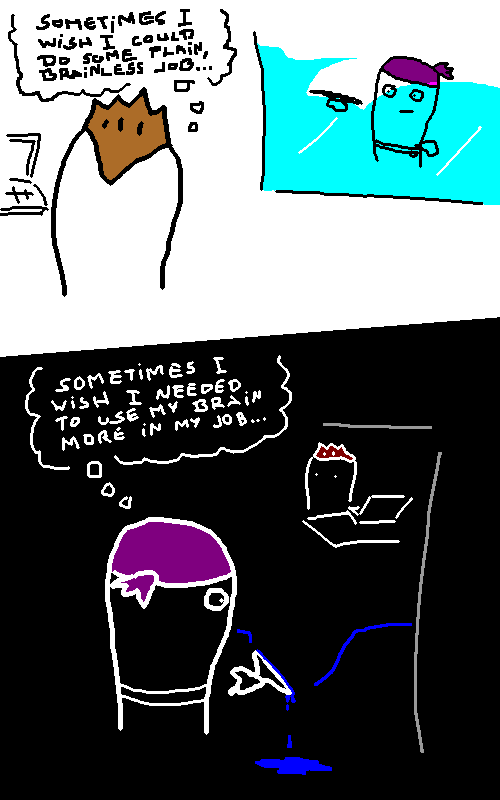 SOMETIMES I
WISH I COULD
DO SOME PLAIN,
BRAINLESS JOB...
SOMETIMES I
WISH I NEEDED
TO USE MY BRAIN
MORE IN MY JOB...